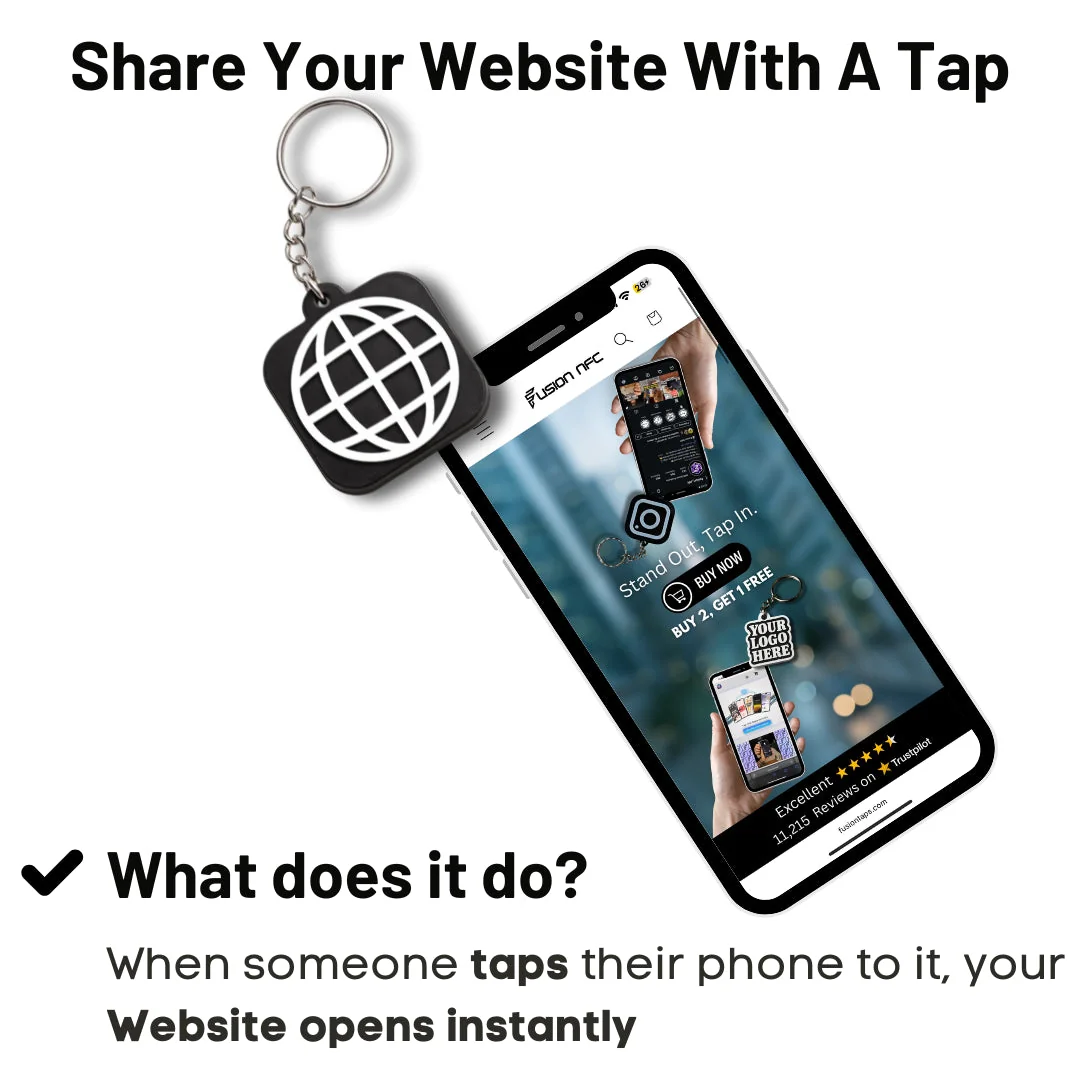 Share Your Website With A Tap
26+
Fusion nFC
Stand Out, Tap In.
BUY NOW
BUY 2, GET 1 FREE
YOUR
LOGO
HERE
Excellent
11,215 Reviews on Trustpilot
fusiontaps.com
What does it do?
When someone taps their phone to it, your
Website opens instantly